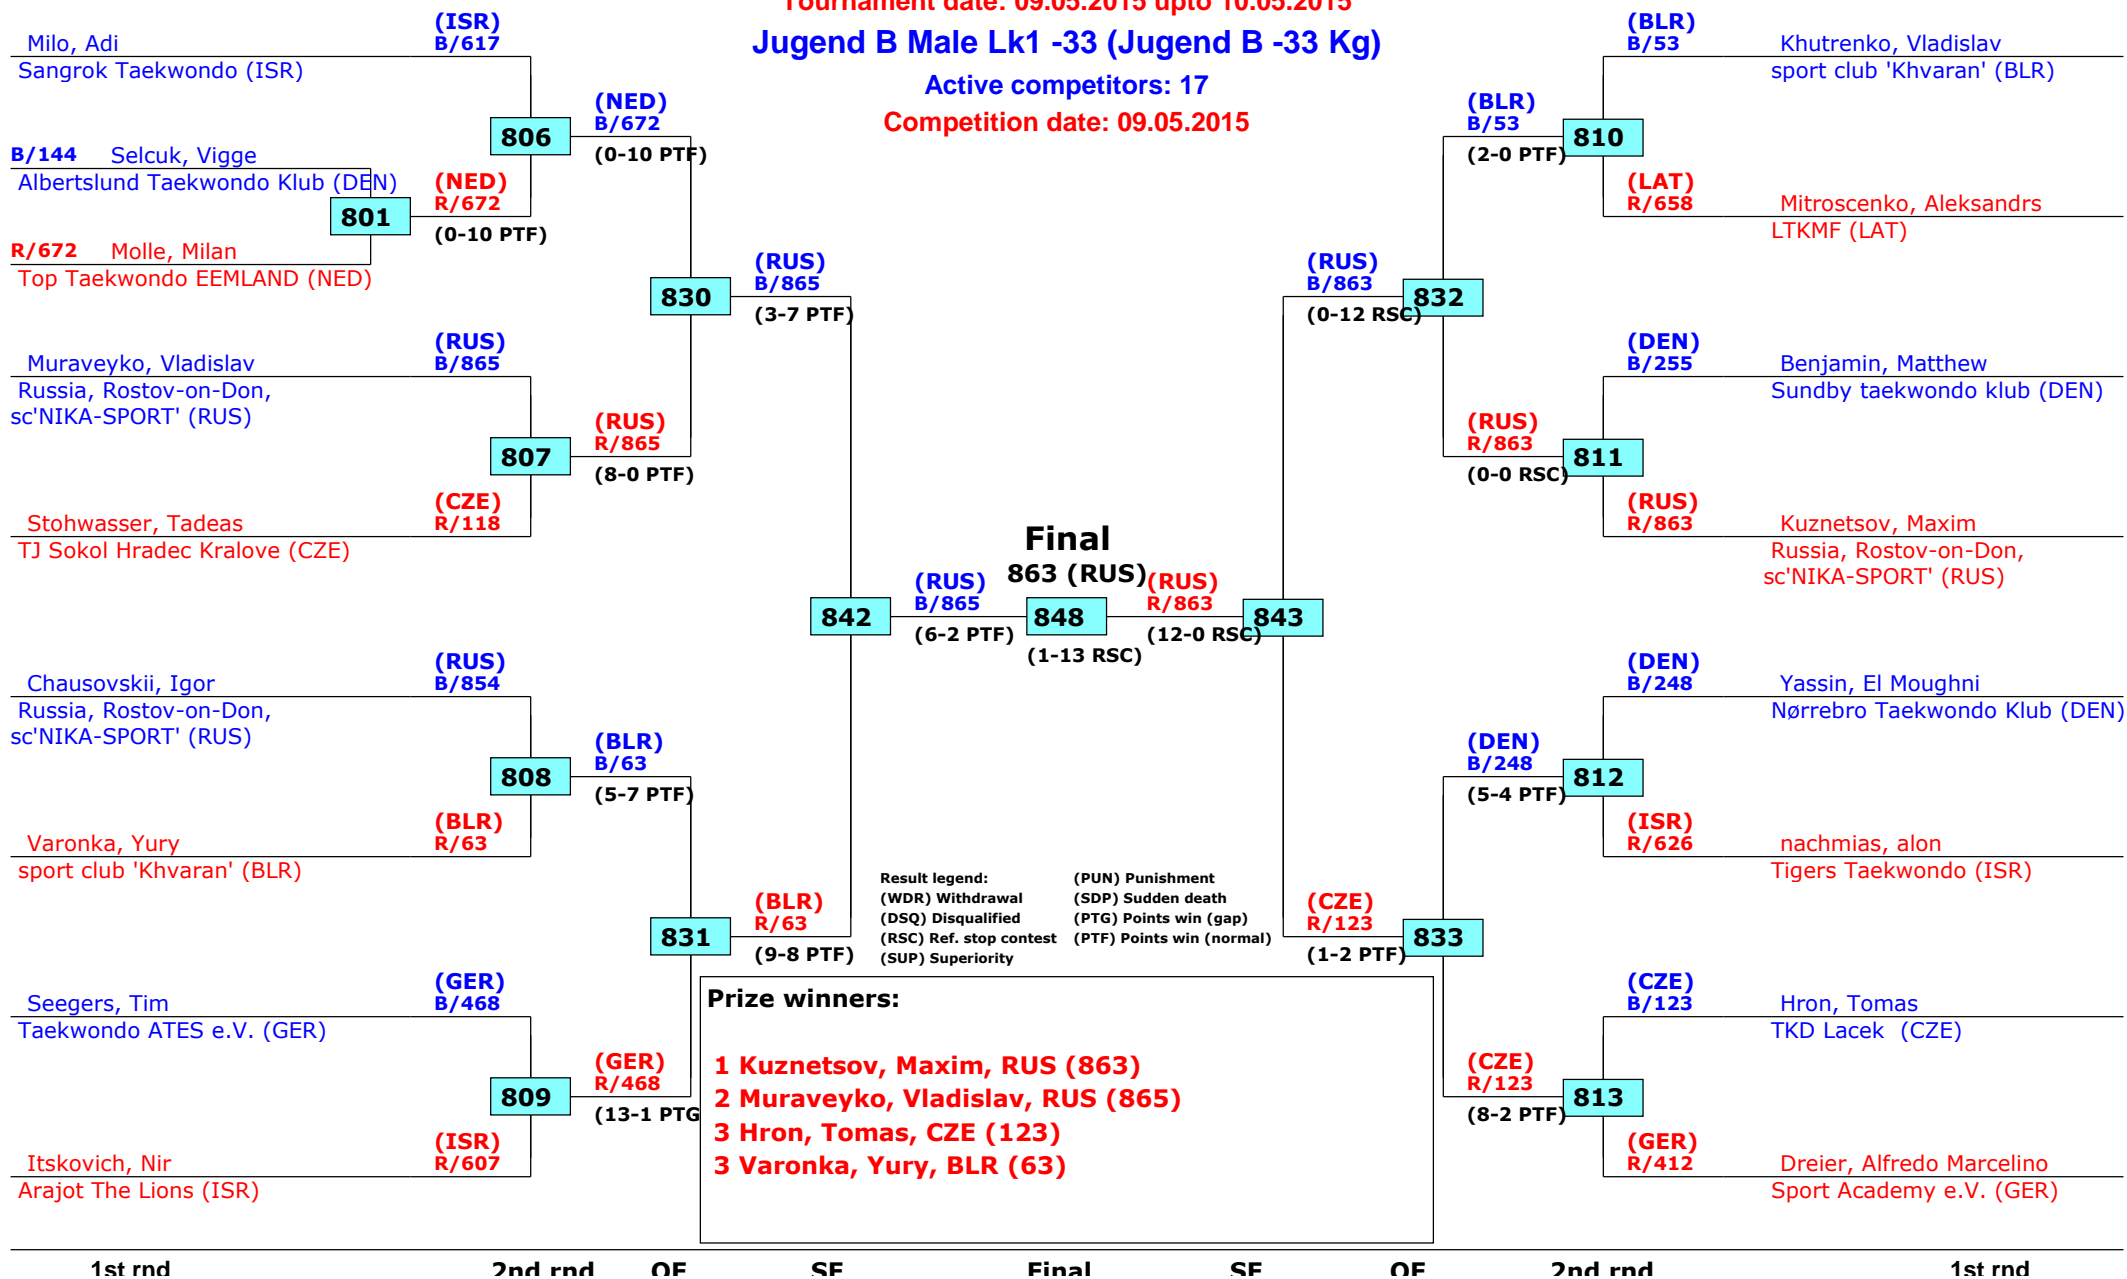 Tournament date: 09.05.2015 upto 10.05.2015
Jugend B Male Lk1 -33 (Jugend B -33 Kg)
Active competitors: 17
Competition date: 09.05.2015
Milo, Adi
(ISR)
B/617
Sangrok Taekwondo (ISR)
806
(NED)
B/672
(0-10 PTF)
B/144 Selcuk, Vigge
Albertslund Taekwondo Klub (DEN)
801
(NED)
R/672
(0-10 PTF)
R/672 Molle, Milan
Top Taekwondo EEMLAND (NED)
830
(RUS)
B/865
(3-7 PTF)
Muraveyko, Vladislav
(RUS)
B/865
Russia, Rostov-on-Don,
sc'NIKA-SPORT' (RUS)
807
(RUS)
R/865
(8-0 PTF)
Stohwasser, Tadeas
(CZE)
R/118
TJ Sokol Hradec Kralove (CZE)
842
(RUS)
B/865
(6-2 PTF)
Chausovskii, Igor
(RUS)
B/854
Russia, Rostov-on-Don,
sc'NIKA-SPORT' (RUS)
808
(BLR)
B/63
(5-7 PTF)
Varonka, Yury
(BLR)
R/63
sport club 'Khvaran' (BLR)
831
(BLR)
R/63
(9-8 PTF)
Seegers, Tim
(GER)
B/468
Taekwondo ATES e.V. (GER)
809
(GER)
R/468
(13-1 PTG
Itskovich, Nir
(ISR)
R/607
Arajot The Lions (ISR)
Final
863 (RUS)
848
(1-13 RSC)
(RUS)
R/863
(12-0 RSC)
843
(BLR)
B/53
Khutrenko, Vladislav
sport club 'Khvaran' (BLR)
(BLR)
B/53
(2-0 PTF)
810
(LAT)
R/658
Mitroscenko, Aleksandrs
LTKMF (LAT)
(RUS)
B/863
(0-12 RSC)
832
(DEN)
B/255
Benjamin, Matthew
Sundby taekwondo klub (DEN)
(RUS)
R/863
(0-0 RSC)
811
(RUS)
R/863
Kuznetsov, Maxim
Russia, Rostov-on-Don,
sc'NIKA-SPORT' (RUS)
(DEN)
B/248
Yassin, El Moughni
Nørrebro Taekwondo Klub (DEN)
(DEN)
B/248
(5-4 PTF)
812
(ISR)
R/626
nachmias, alon
Tigers Taekwondo (ISR)
(CZE)
R/123
(1-2 PTF)
833
(CZE)
B/123
Hron, Tomas
TKD Lacek (CZE)
(CZE)
R/123
(8-2 PTF)
813
(GER)
R/412
Dreier, Alfredo Marcelino
Sport Academy e.V. (GER)
Result legend:
(WDR) Withdrawal
(DSQ) Disqualified
(RSC) Ref. stop contest
(SUP) Superiority
(PUN) Punishment
(SDP) Sudden death
(PTG) Points win (gap)
(PTF) Points win (normal)
Prize winners:
1 Kuznetsov, Maxim, RUS (863)
2 Muraveyko, Vladislav, RUS (865)
3 Hron, Tomas, CZE (123)
3 Varonka, Yury, BLR (63)
1st rnd 2nd rnd QF SF Final SF QF 2nd rnd 1st rnd